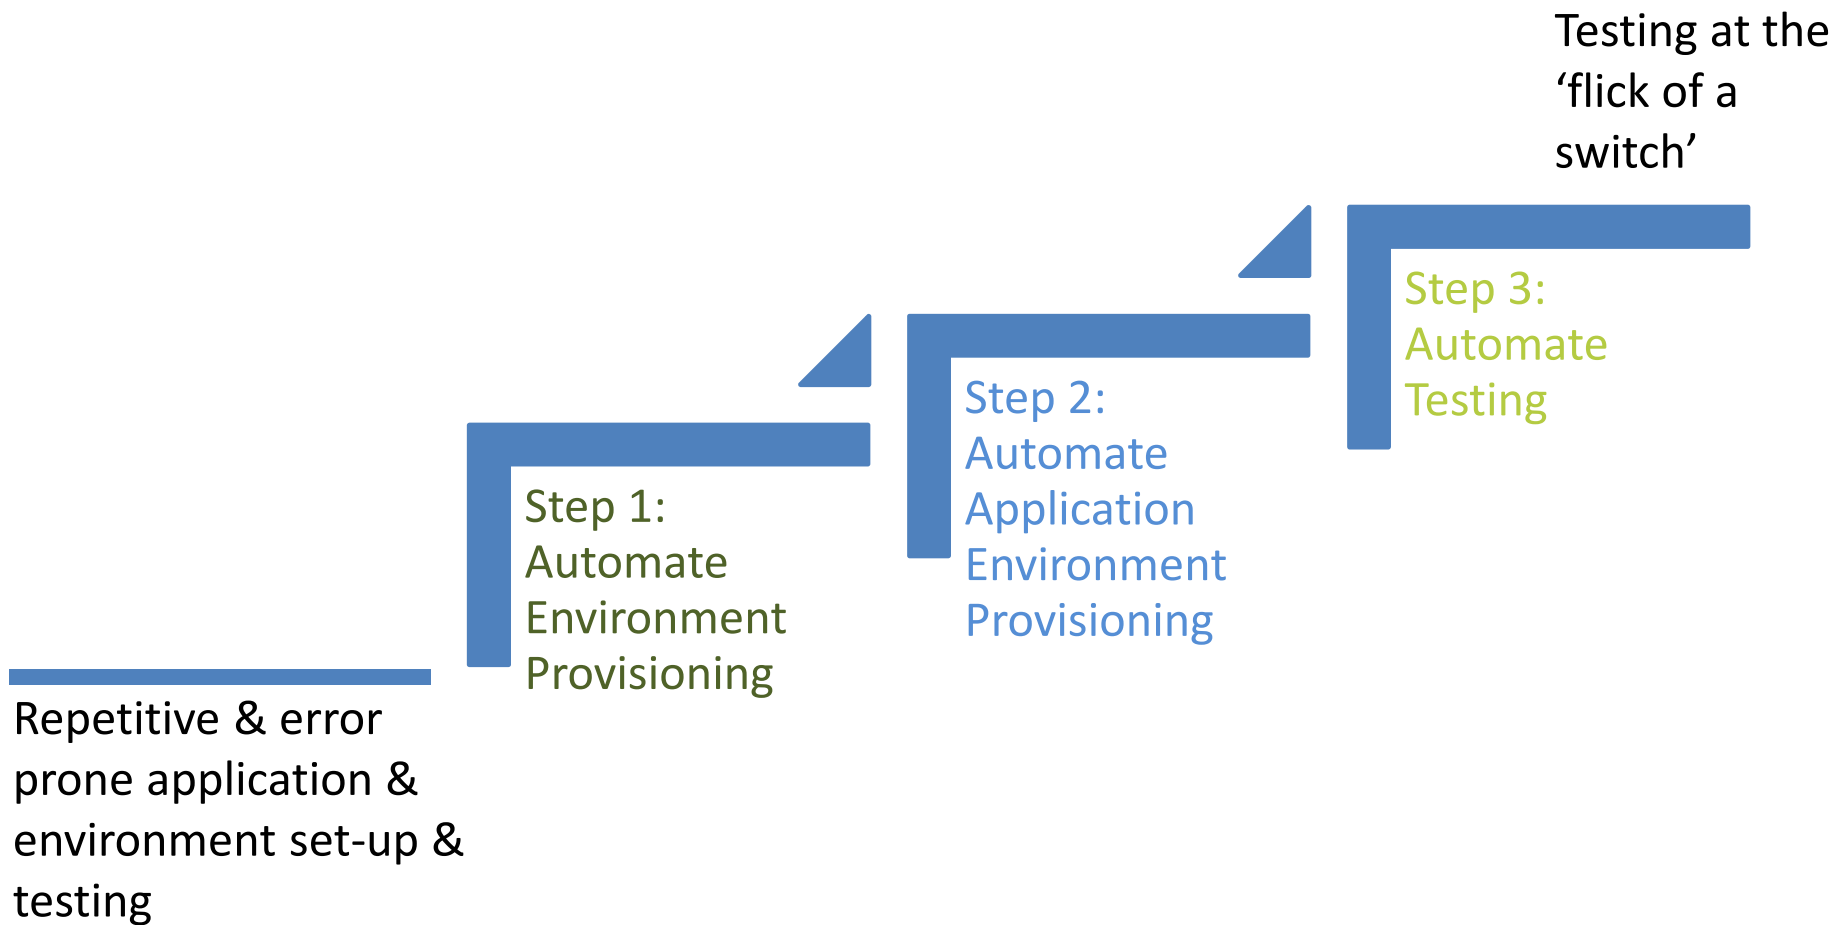 Testing at the
‘flick of a
switch’
Step 3:
Automate
Testing
Step 2:
Automate
Application
Environment
Provisioning
Step 1:
Automate
Environment
Provisioning
Repetitive & error
prone application &
environment set-up &
testing